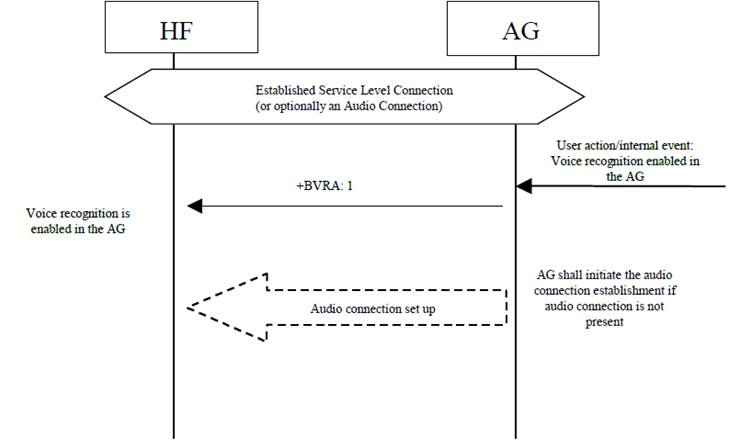 HF
AG
Established Service Level Connection
(or optionally an Audio Connection)
User action/internal event:
Voice recognition enabled in
the AG
+BVRA: 1
Voice recognition is
enabled in the AG
AG shall initiate the audio
connection establishment if
audio connection is not
present
Audio connection set up